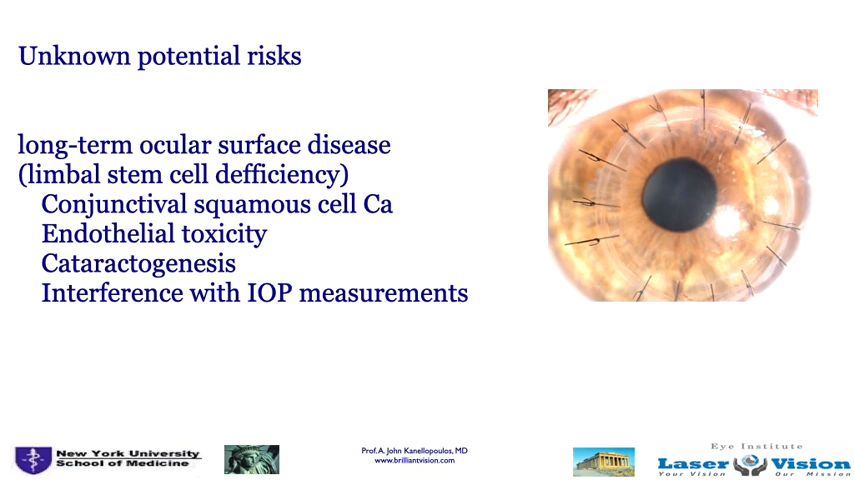 Unknown potential risks
long-term ocular surface disease
(limbal stem cell defficiency)
Conjunctival squamous cell Ca
Endothelial toxicity
Cataractogenesis
Interference with IOP measurements
New York University
School of Medicine
Prof. A. John Kanellopoulos, MD
www.brilliantvision.com
Eye Institute
Laser Vision
Your Vision Our Mission